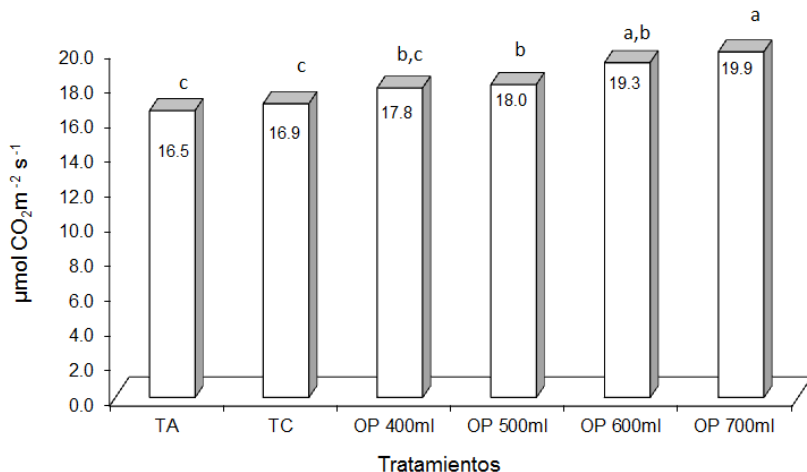 c
c
b,c
b
a,b
a
20.0
18.0
16.0
14.0
12.0
10.0
8.0
6.0
4.0
2.0
0.0
µmol CO₂m⁻² s⁻¹
16.5
16.9
17.8
18.0
19.3
19.9
TA
TC
OP 400ml
OP 500ml
OP 600ml
OP 700ml
Tratamientos